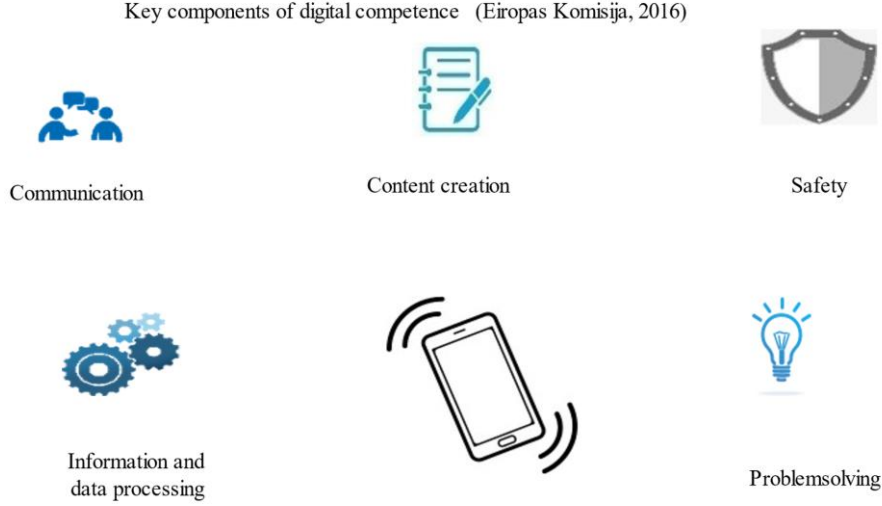 Key components of digital competence (Eiropas Komisija, 2016)
Communication
Content creation
Safety
Information and
data processing
Problemsolving